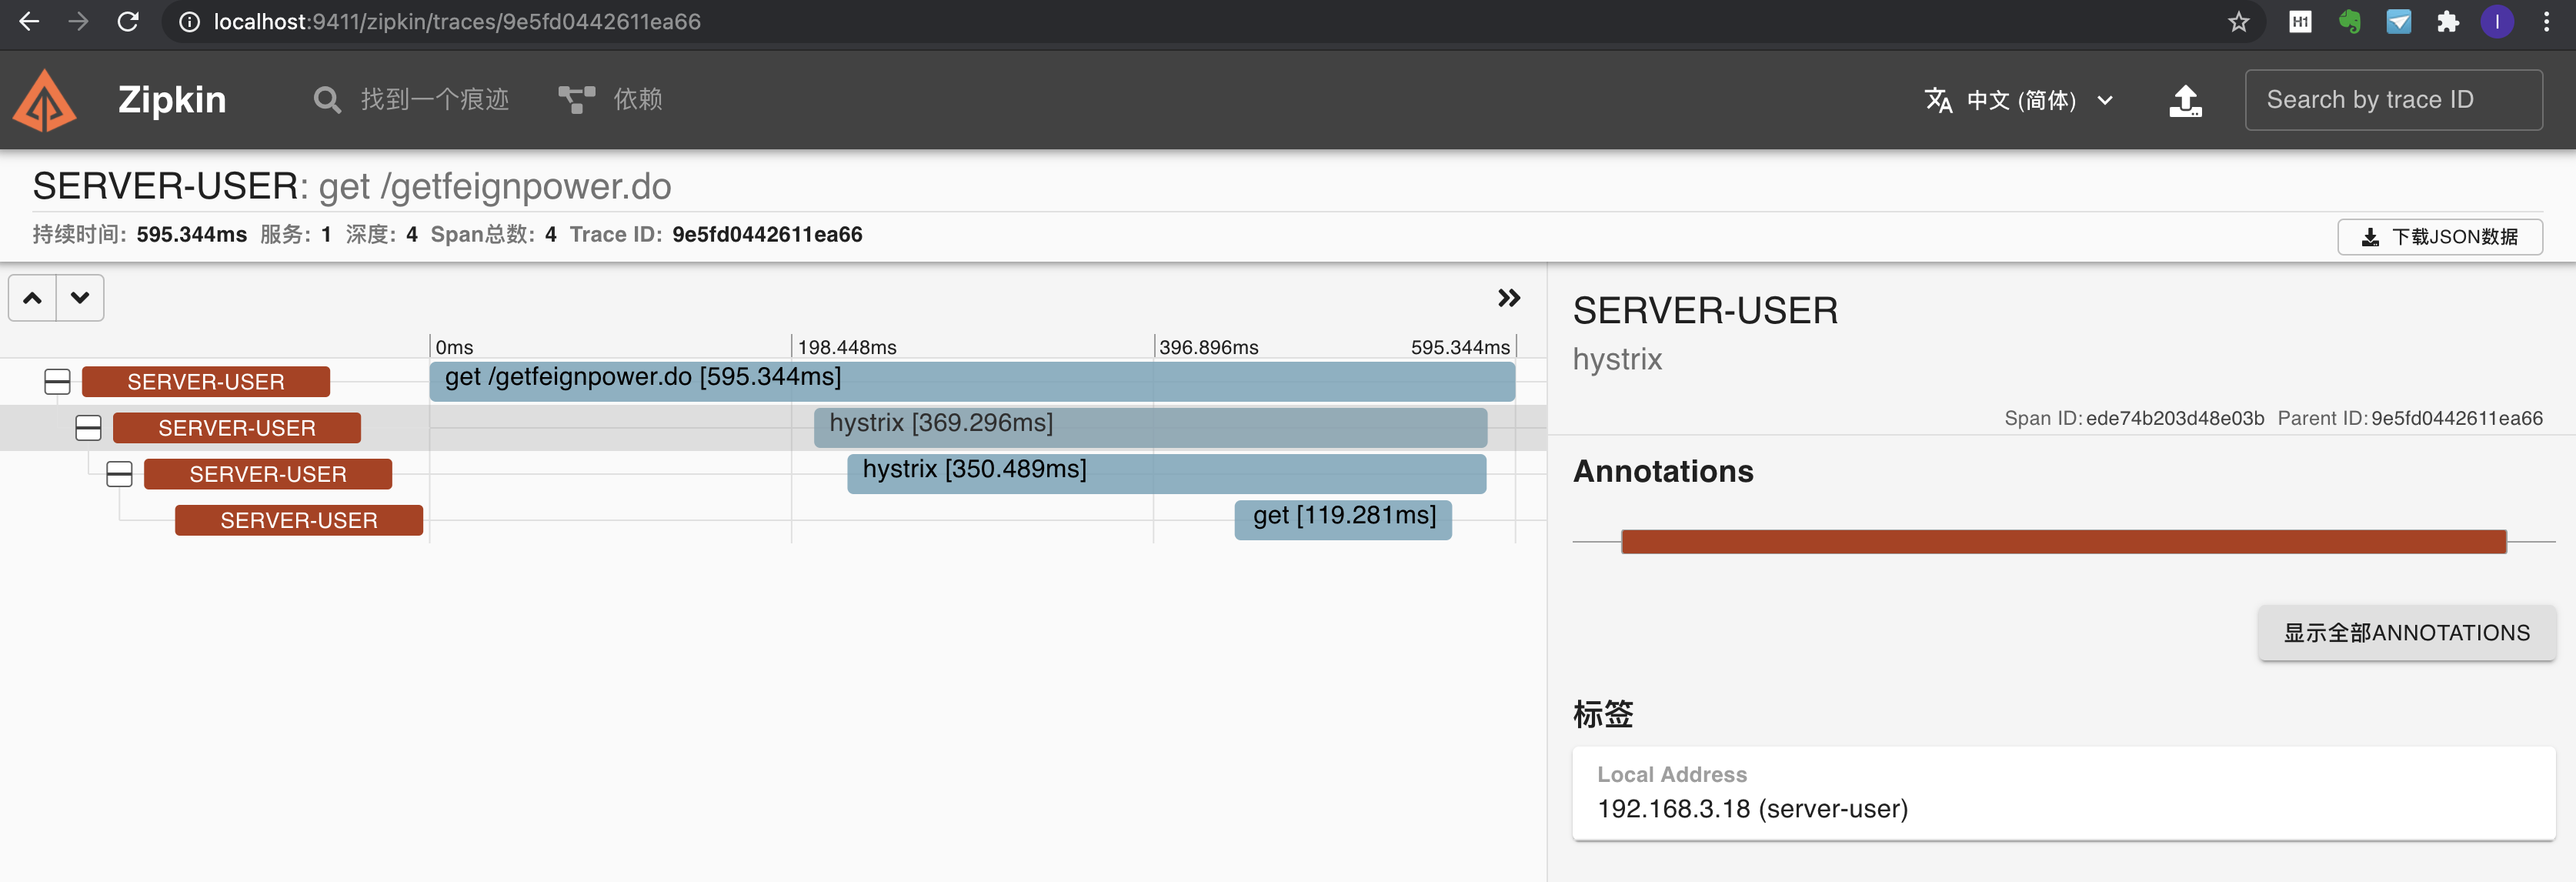 localhost:9411/zipkin/traces/9e5fd0442611ea66
H1
I
Zipkin 找到一个痕迹 依赖 中文 (简体) Search by trace ID
SERVER-USER: get /getfeignpower.do
持续时间: 595.344ms 服务: 1 深度: 4 Span总数: 4 Trace ID: 9e5fd0442611ea66
下载JSON数据
0ms 198.448ms 396.896ms 595.344ms
SERVER-USER get /getfeignpower.do [595.344ms]
SERVER-USER hystrix [369.296ms]
SERVER-USER hystrix [350.489ms]
SERVER-USER get [119.281ms]
SERVER-USER
hystrix
Span ID: ede74b203d48e03b Parent ID: 9e5fd0442611ea66
Annotations
显示全部ANNOTATIONS
标签
Local Address
192.168.3.18 (server-user)